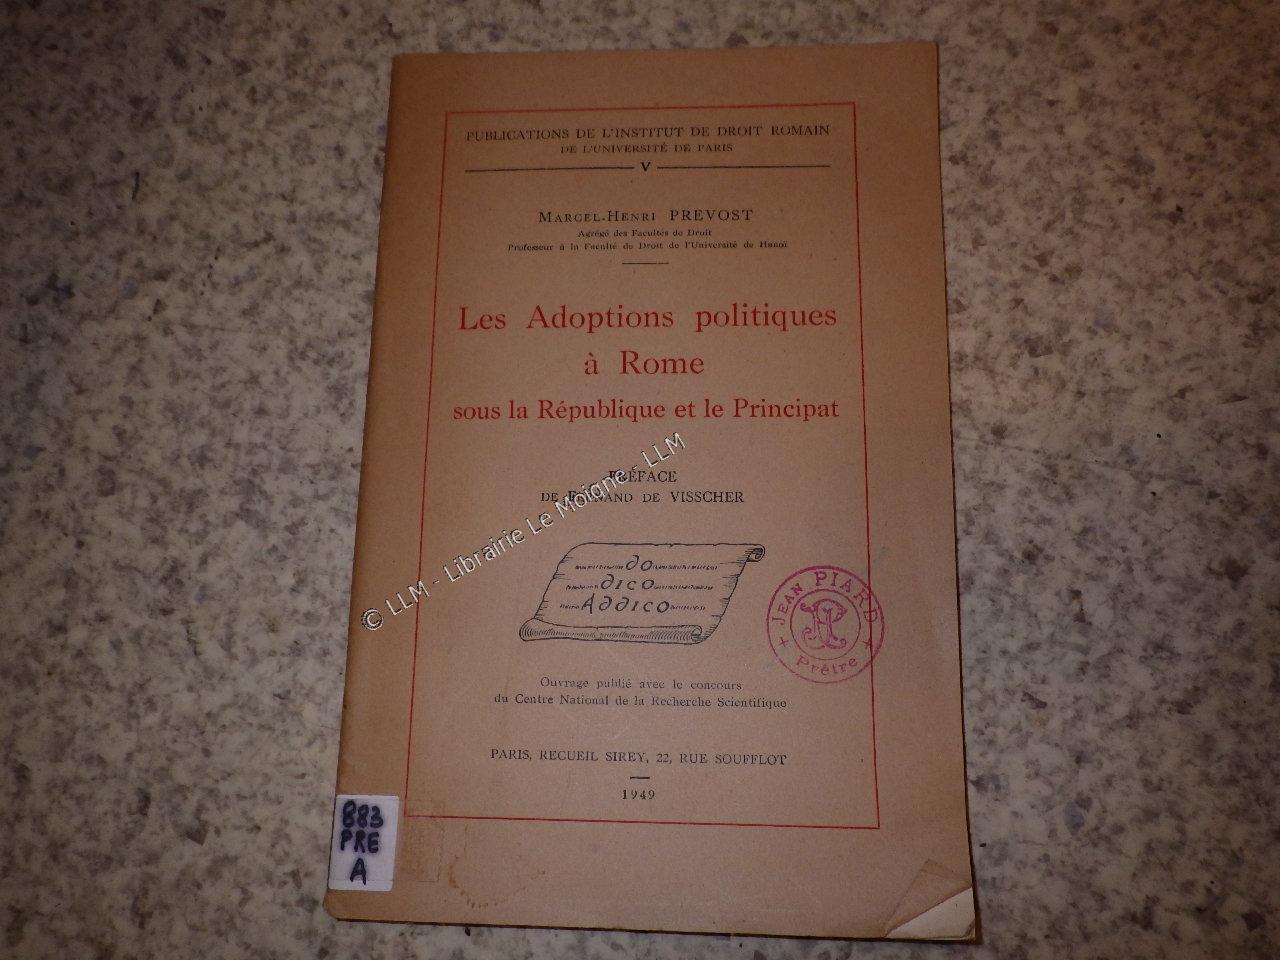 PUBLICATIONS DE L'INSTITUT DE DROIT ROMAIN
DE L'UNIVERSITÉ DE PARIS
V
MARCEL-HENRI PREVOST
Agrégé des Facultés de Droit
Professeur à la Faculté de Droit de l'Université de Hanoï
Les Adoptions politiques
à Rome
sous la République et le Principat
PRÉFACE
DE FERNAND DE VISSCHER
© LLM - Librairie Le Moigne - LLM
do
dico
Addico
JEAN PIARD
Prêtre
Ouvrage publié avec le concours
du Centre National de la Recherche Scientifique
PARIS, RECUEIL SIREY, 22, RUE SOUFFLOT
1949
883
PRE
A